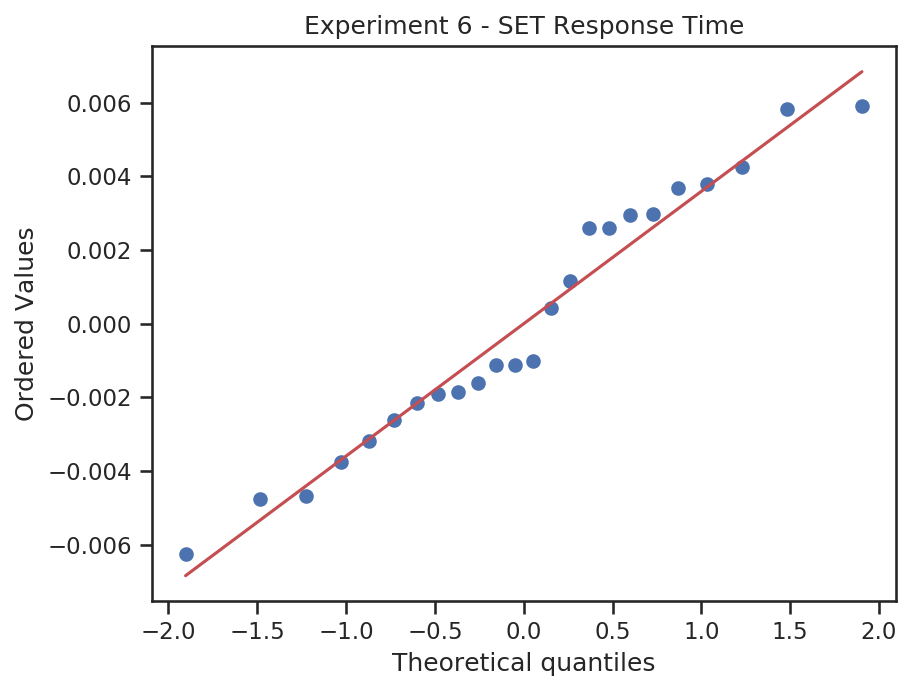 Experiment 6 - SET Response Time
0.006
0.004
0.002
0.000
−0.002
−0.004
−0.006
Ordered Values
−2.0 −1.5 −1.0 −0.5 0.0 0.5 1.0 1.5 2.0
Theoretical quantiles